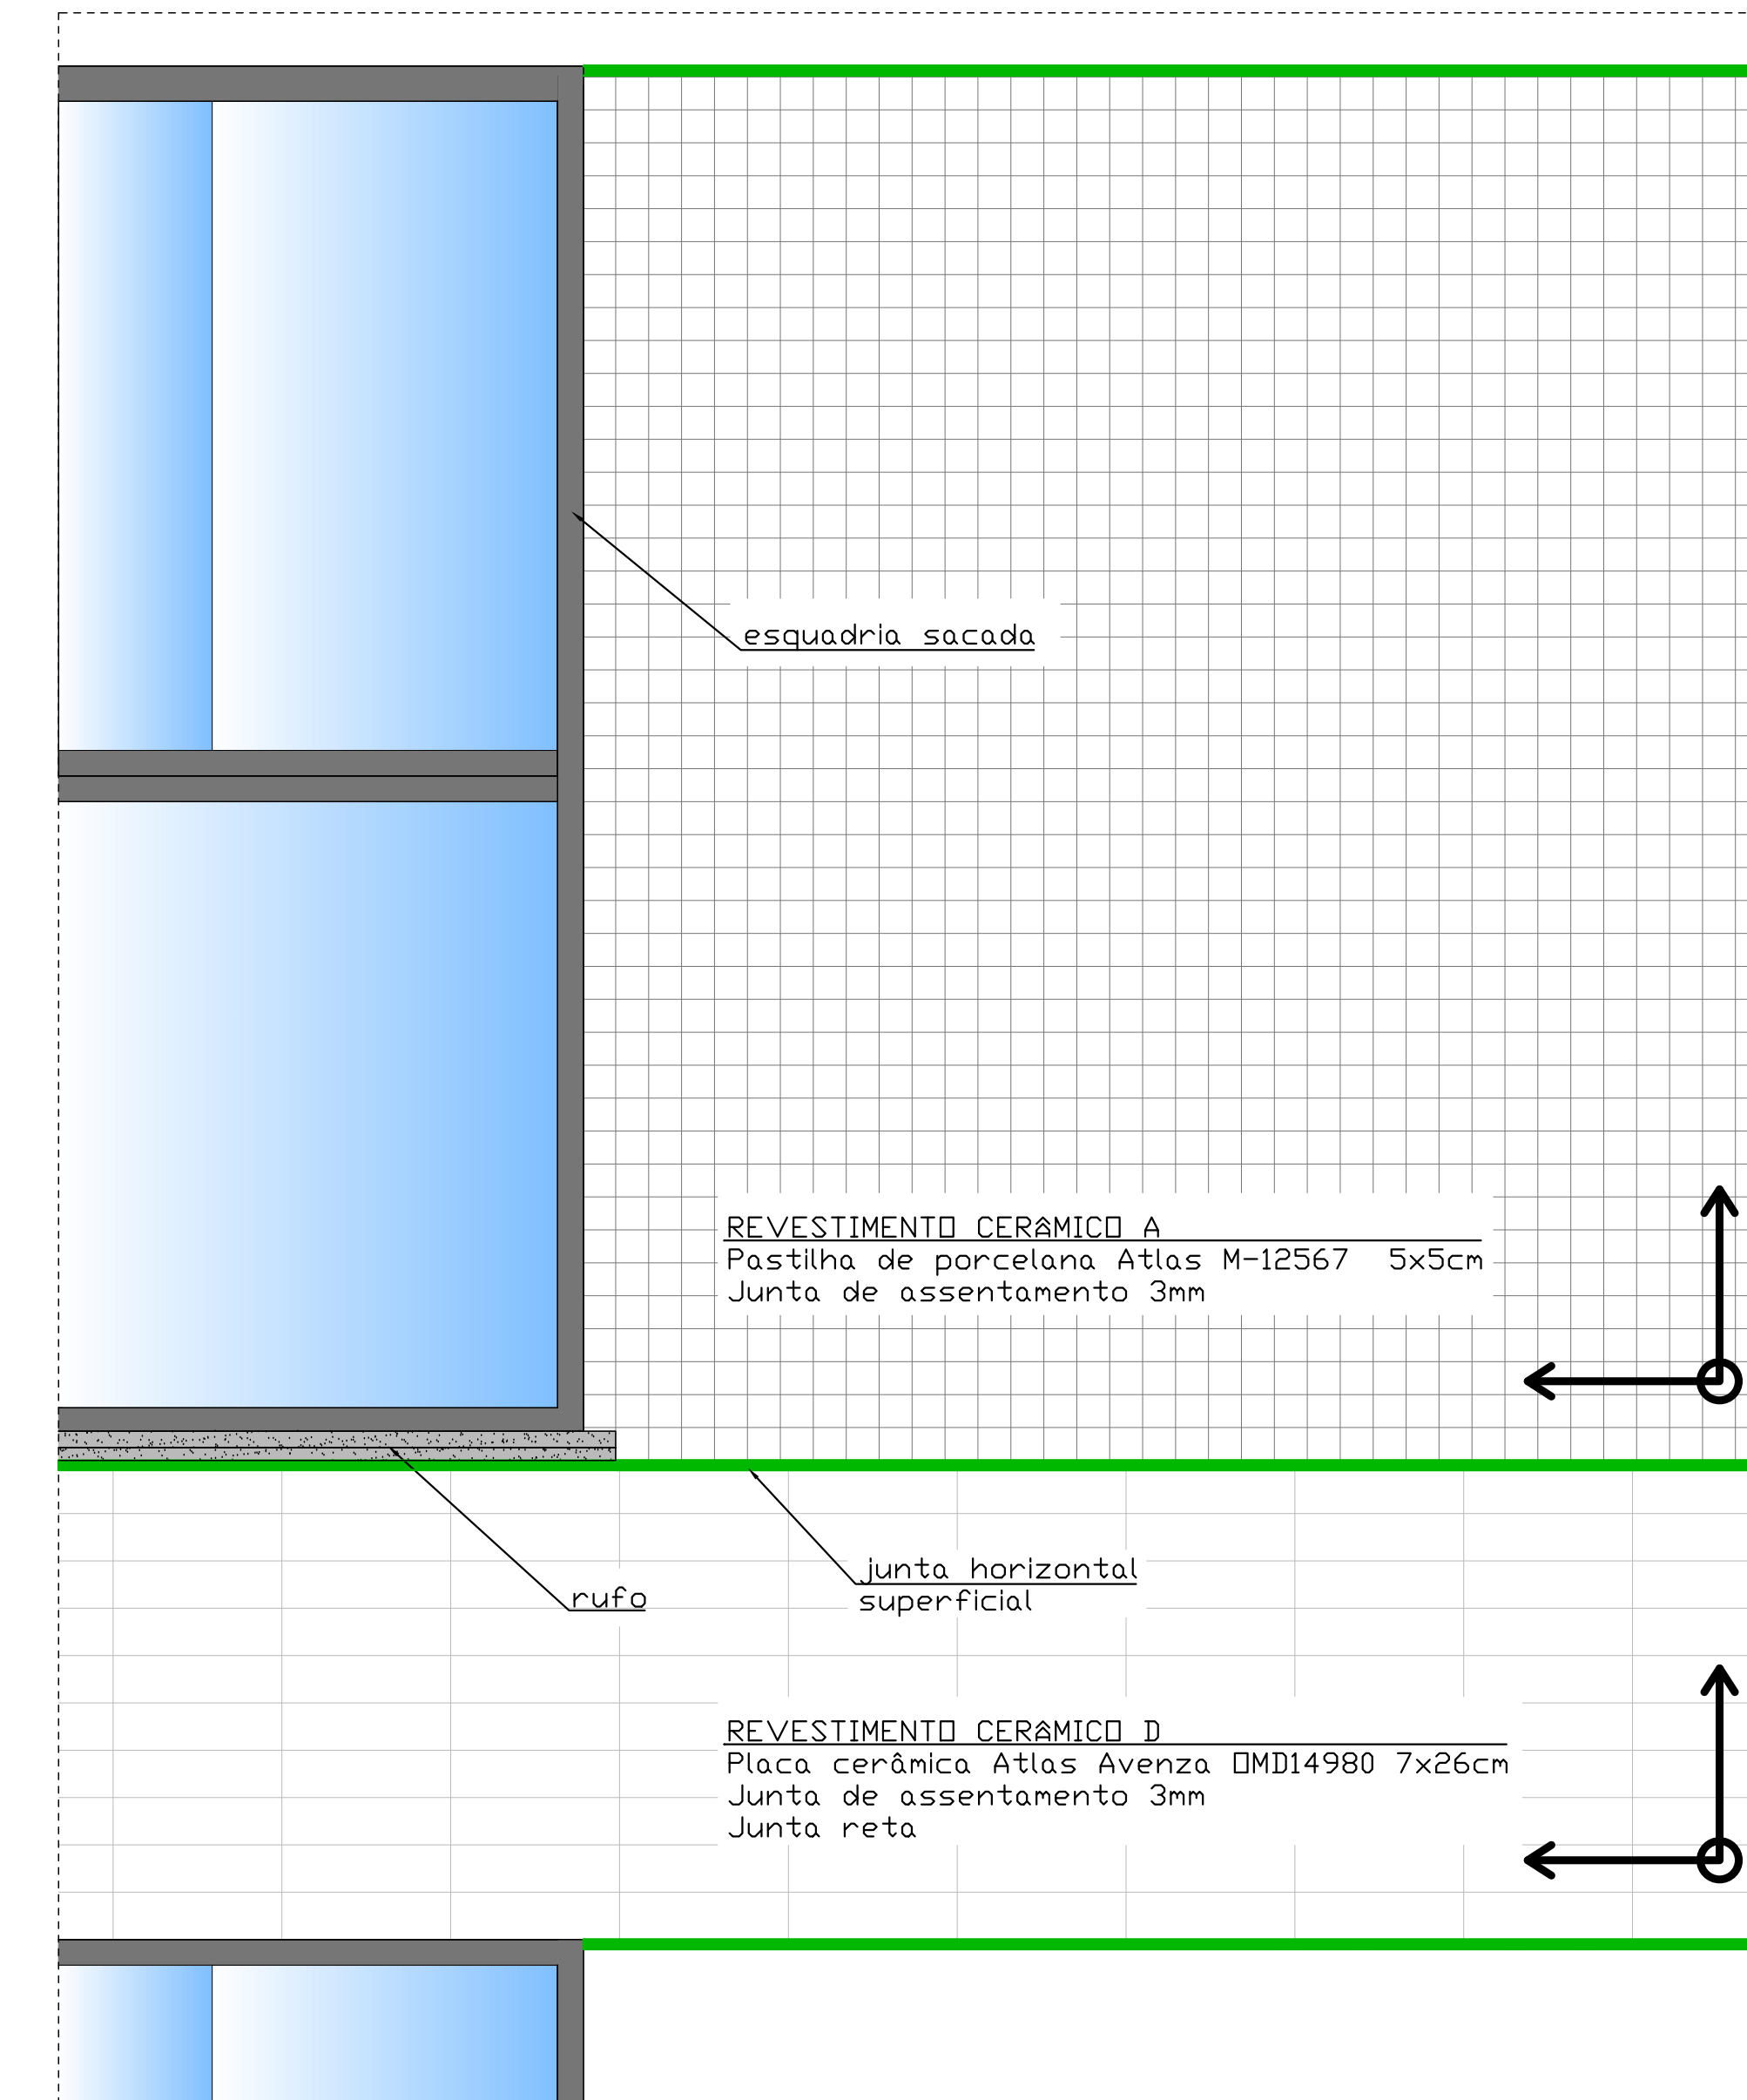 esquadria sacada
REVESTIMENTO CERÂMICO A
Pastilha de porcelana Atlas M-12567 5x5cm
Junta de assentamento 3mm
junta horizontal
superficial
rufo
REVESTIMENTO CERÂMICO D
Placa cerâmica Atlas Avenza OMD14980 7x26cm
Junta de assentamento 3mm
Junta reta